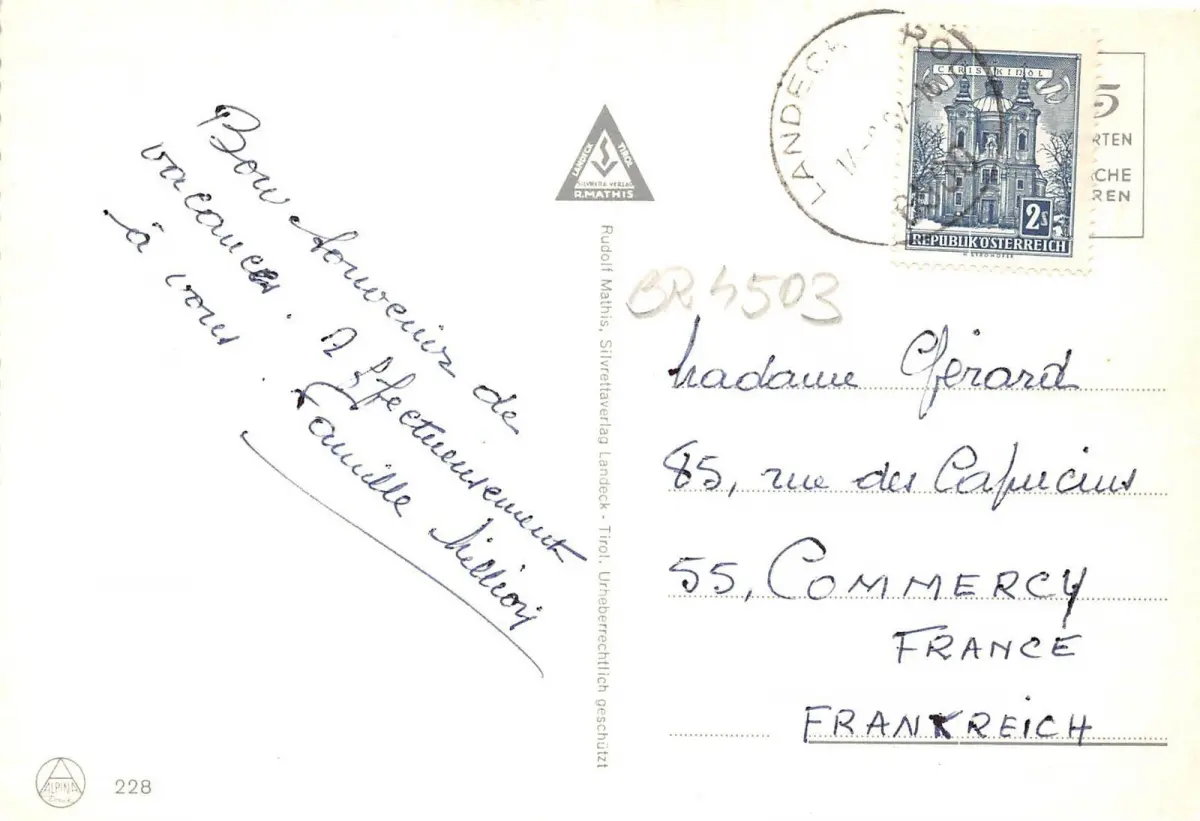 Bon souvenir de
vacances. Affectueusement
à vous.
Famille
LANDECK
TIROL
SILVRETA VERLAG
R.MATHIS
Rudolf Mathis, Silvrettaverlag Landeck - Tirol. Urheberrechtlich geschützt
LANDECK
CHRISTKINDL
2s
REPUBLIK ÖSTERREICH
5
RTEN
CHE
REN
BR 4503
Madame Gérard
85, rue des Capucins
55, COMMERCY
FRANCE
FRANKREICH
ALPINA
Druck
228